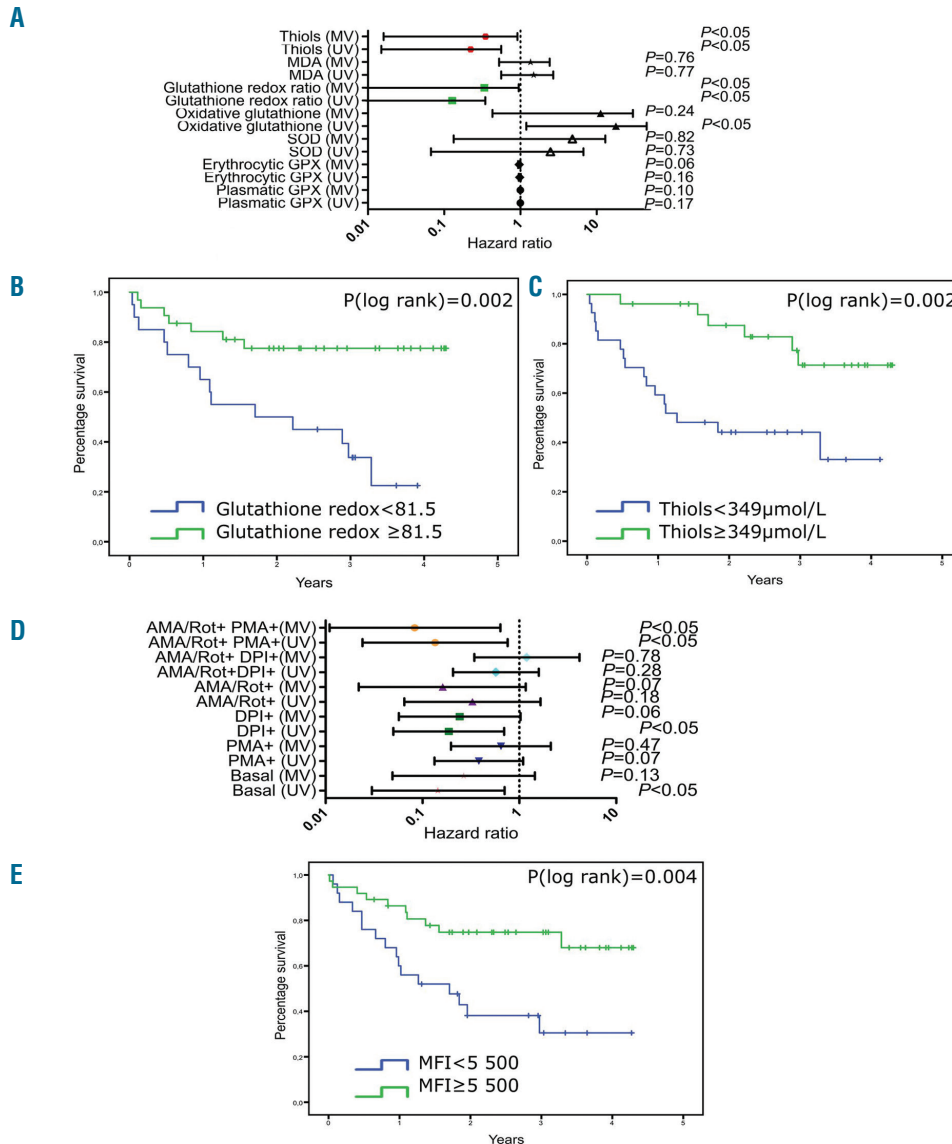 A
Thiols (MV) P<0.05
Thiols (UV) P<0.05
MDA (MV) P=0.76
MDA (UV) P=0.77
Glutathione redox ratio (MV) P<0.05
Glutathione redox ratio (UV) P<0.05
Oxidative glutathione (MV) P=0.24
Oxidative glutathione (UV) P<0.05
SOD (MV) P=0.82
SOD (UV) P=0.73
Erythrocytic GPX (MV) P=0.06
Erythrocytic GPX (UV) P=0.16
Plasmatic GPX (MV) P=0.10
Plasmatic GPX (UV) P=0.17
0.01 0.1 1 10
Hazard ratio
B
P(log rank)=0.002
Percentage survival
1,0
0,8
0,6
0,4
0,2
0,0
Glutathione redox<81.5
Glutathione redox ≥81.5
0 1 2 3 4 5
Years
C
P(log rank)=0.002
Percentage survival
1,0
0,8
0,6
0,4
0,2
0,0
Thiols<349µmol/L
Thiols≥349µmol/L
0 1 2 3 4 5
Years
D
AMA/Rot+ PMA+(MV) P<0.05
AMA/Rot+ PMA+(UV) P<0.05
AMA/Rot+ DPI+(MV) P=0.78
AMA/Rot+DPI+ (UV) P=0.28
AMA/Rot+ (MV) P=0.07
AMA/Rot+ (UV) P=0.18
DPI+ (MV) P=0.06
DPI+ (UV) P<0.05
PMA+ (MV) P=0.47
PMA+ (UV) P=0.07
Basal (MV) P=0.13
Basal (UV) P<0.05
0.01 0.1 1 10
Hazard ratio
E
P(log rank)=0.004
Percentage survival
1,0
0,8
0,6
0,4
0,2
0,0
MFI<5 500
MFI≥5 500
0 1 2 3 4 5
Years